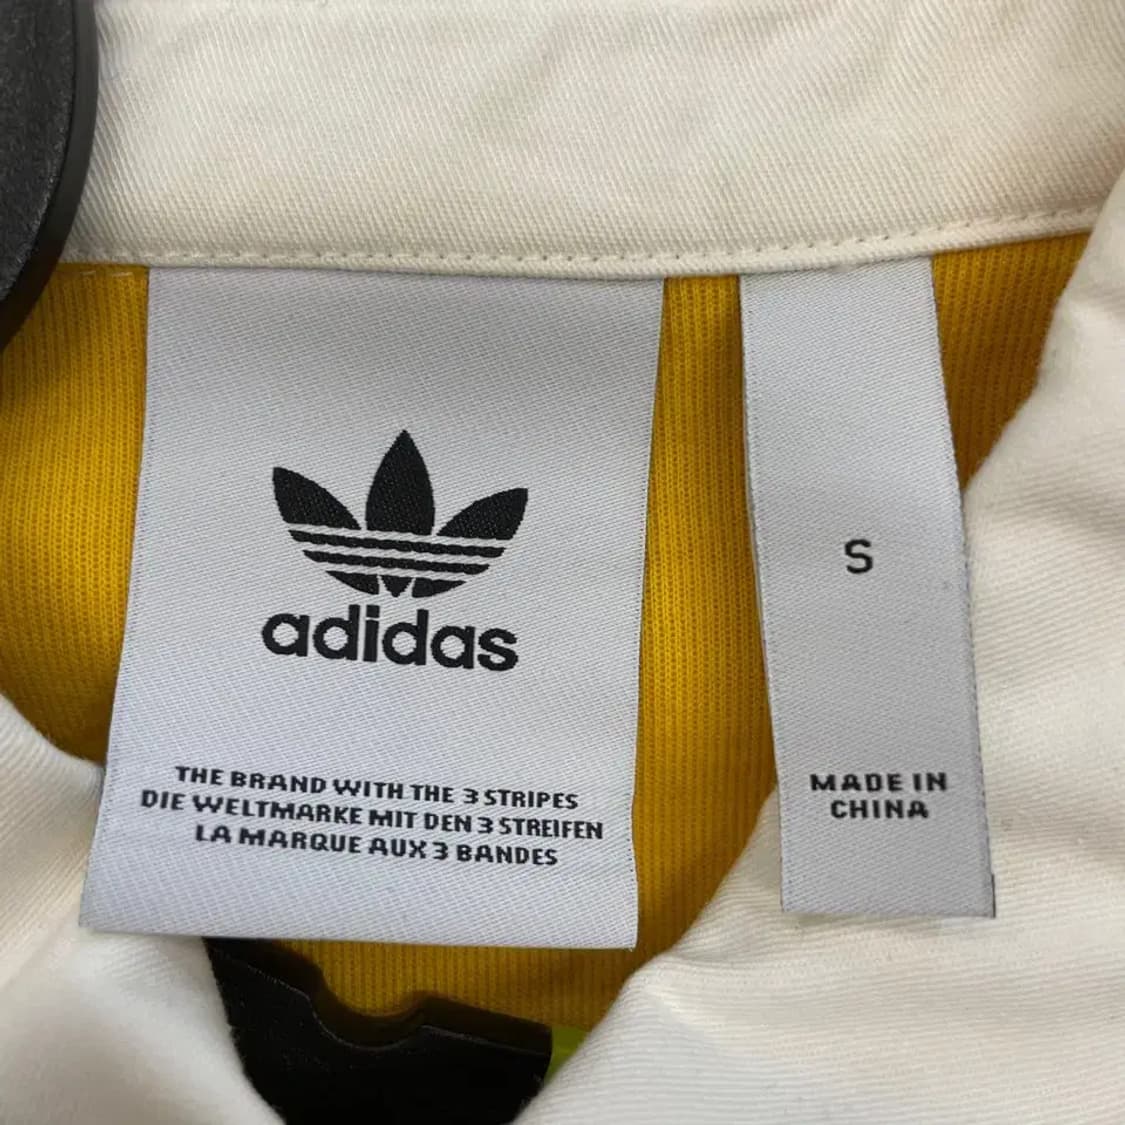 adidas
THE BRAND WITH THE 3 STRIPES
DIE WELTMARKE MIT DEN 3 STREIFEN
LA MARQUE AUX 3 BANDES
S
MADE IN
CHINA